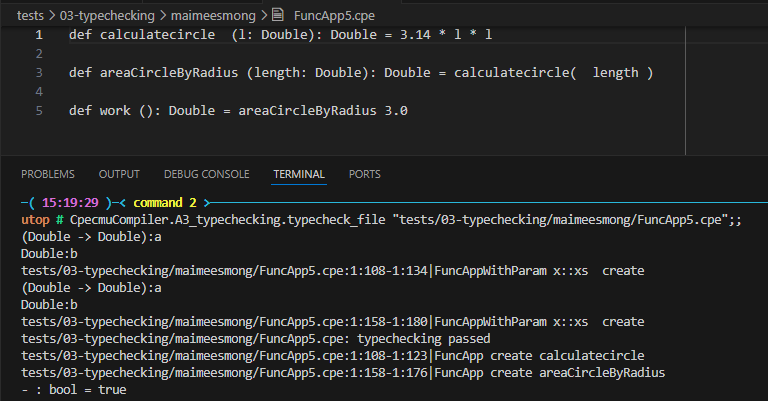 tests > 03-typechecking > maimeesmong > FuncApp5.cpe
1 def calculatecircle  (l: Double): Double = 3.14 * l * l
2
3 def areaCircleByRadius (length: Double): Double = calculatecircle(  length )
4
5 def work (): Double = areaCircleByRadius 3.0
PROBLEMS OUTPUT DEBUG CONSOLE TERMINAL PORTS
-( 15:19:29 )-< command 2 >
utop # CpecmuCompiler.A3_typechecking.typecheck_file "tests/03-typechecking/maimeesmong/FuncApp5.cpe";;
(Double -> Double):a
Double:b
tests/03-typechecking/maimeesmong/FuncApp5.cpe:1:108-1:134|FuncAppWithParam x::xs  create
(Double -> Double):a
Double:b
tests/03-typechecking/maimeesmong/FuncApp5.cpe:1:158-1:180|FuncAppWithParam x::xs  create
tests/03-typechecking/maimeesmong/FuncApp5.cpe: typechecking passed
tests/03-typechecking/maimeesmong/FuncApp5.cpe:1:108-1:123|FuncApp create calculatecircle
tests/03-typechecking/maimeesmong/FuncApp5.cpe:1:158-1:176|FuncApp create areaCircleByRadius
- : bool = true